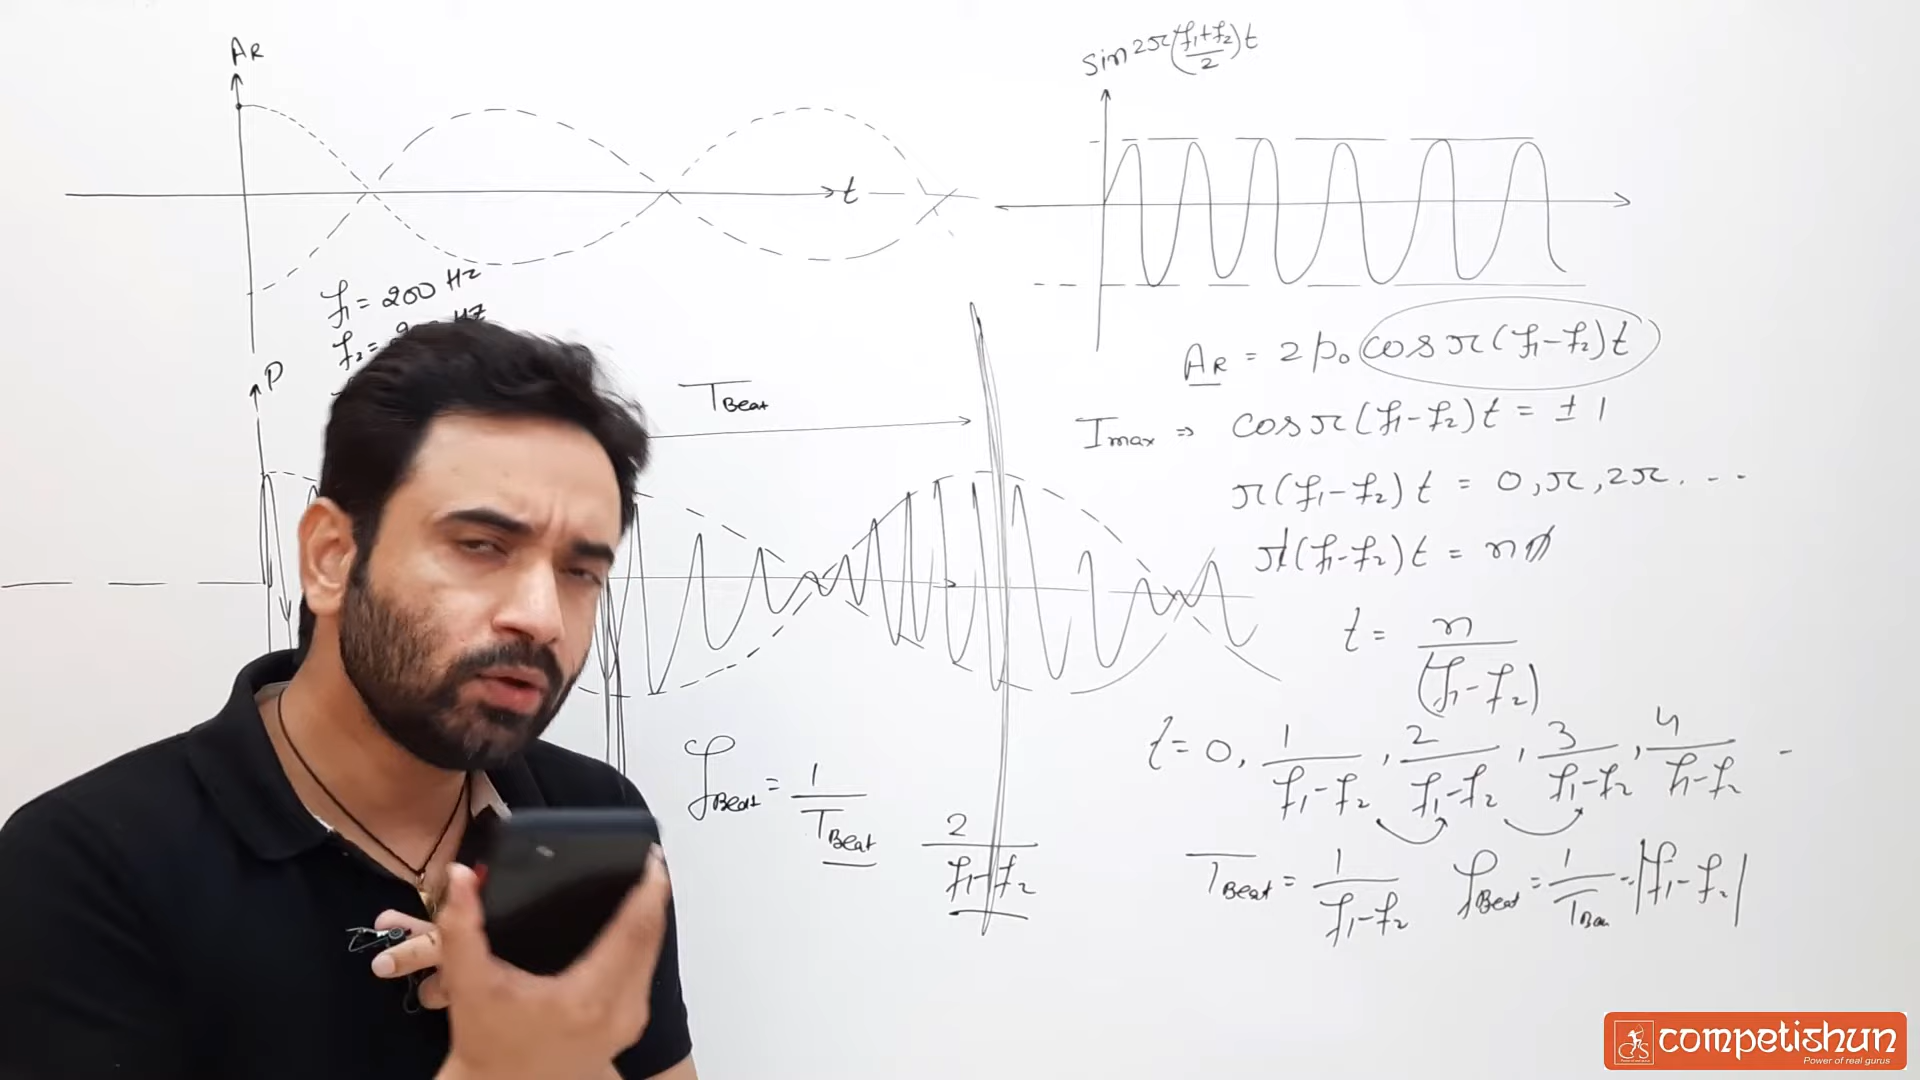 A_R
t
f₁ = 200 Hz
f₂ =
Hz
P
T_Beat
f_Beat = 1/T_Beat
2/(f₁-f₂)
sin 2π((f₁+f₂)/2)t
A_R = 2p₀ cos π(f₁-f₂)t
I_max ⇒ cos π(f₁-f₂)t = ± 1
π(f₁-f₂)t = 0, π, 2π. - -
π(f₁-f₂)t = nπ
t = n/(f₁-f₂)
t = 0, 1/(f₁-f₂), 2/(f₁-f₂), 3/(f₁-f₂), 4/(f₁-f₂) -
T_Beat = 1/(f₁-f₂) f_Beat = 1/T_Bea = |f₁-f₂|
competishun
Power of real gurus